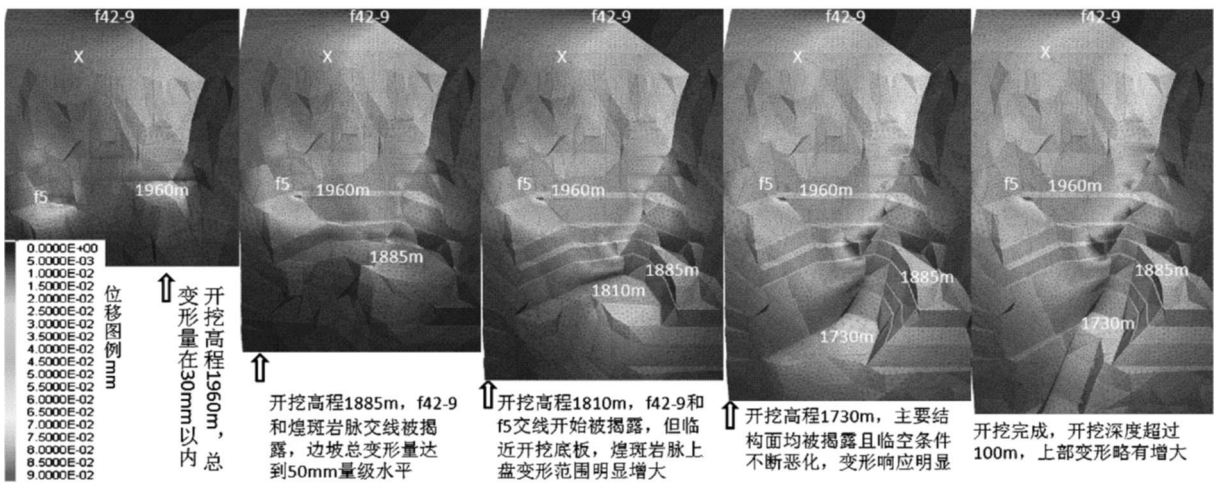 f42-9
X
1960m
f5
0.0000E+00
5.0000E-03
1.0000E-02
1.5000E-02
2.0000E-02
2.5000E-02
3.0000E-02
3.5000E-02
4.0000E-02
4.5000E-02
5.0000E-02
5.5000E-02
6.0000E-02
6.5000E-02
7.0000E-02
7.5000E-02
8.0000E-02
8.5000E-02
9.0000E-02
位移图例mm
开挖高程1960m，总
变形量在30mm以内
f42-9
X
f5
1960m
1885m
开挖高程1885m，f42-9
和煌斑岩脉交线被揭
露，边坡总变形量达
到50mm量级水平
f42-9
X
f5
1960m
1885m
1810m
开挖高程1810m，f42-9和
f5交线开始被揭露，但临
近开挖底板，煌斑岩脉上
盘变形范围明显增大
f42-9
X
f5
1960m
1885m
1730m
开挖高程1730m，主要结
构面均被揭露且临空条件
不断恶化，变形响应明显
f42-9
X
f5
1960m
1885m
1730m
开挖完成，开挖深度超过
100m，上部变形略有增大